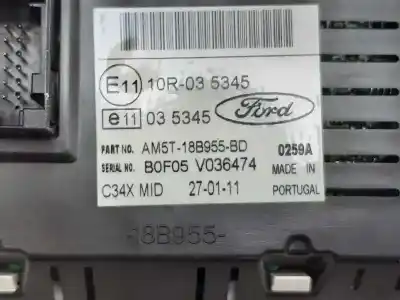 E11 10R-03 5345
e11 03 5345 Ford
PART NO. AM5T-18B955-BD 0259A
SERIAL NO. B0F05 V036474 MADE IN
C34X MID 27-01-11 PORTUGAL
-18B955-